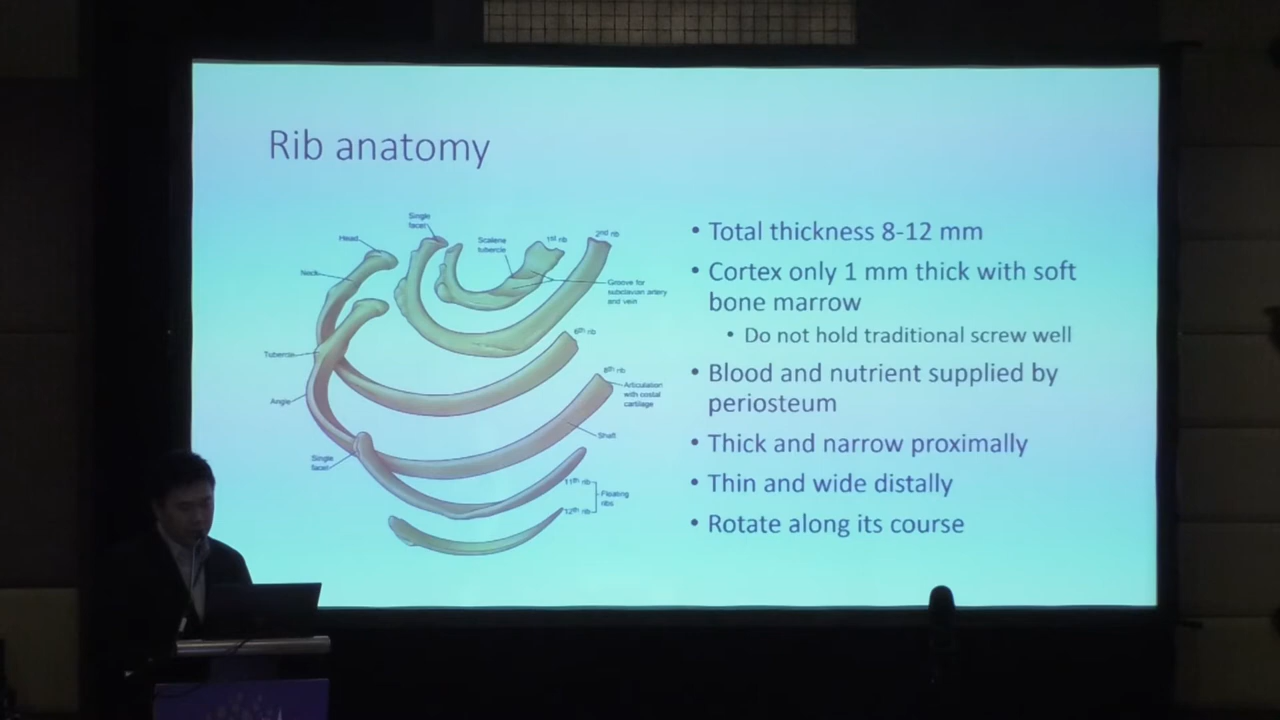 Rib anatomy
Single
facet
Head
Scalene
tubercle
1st rib
2nd rib
Neck
Groove for
subclavian artery
and vein
6th rib
Tubercle
8th rib
Articulation
with costal
cartilage
Angle
Shaft
Single
facet
11th rib
Floating
ribs
12th rib
• Total thickness 8-12 mm
• Cortex only 1 mm thick with soft
bone marrow
• Do not hold traditional screw well
• Blood and nutrient supplied by
periosteum
• Thick and narrow proximally
• Thin and wide distally
• Rotate along its course